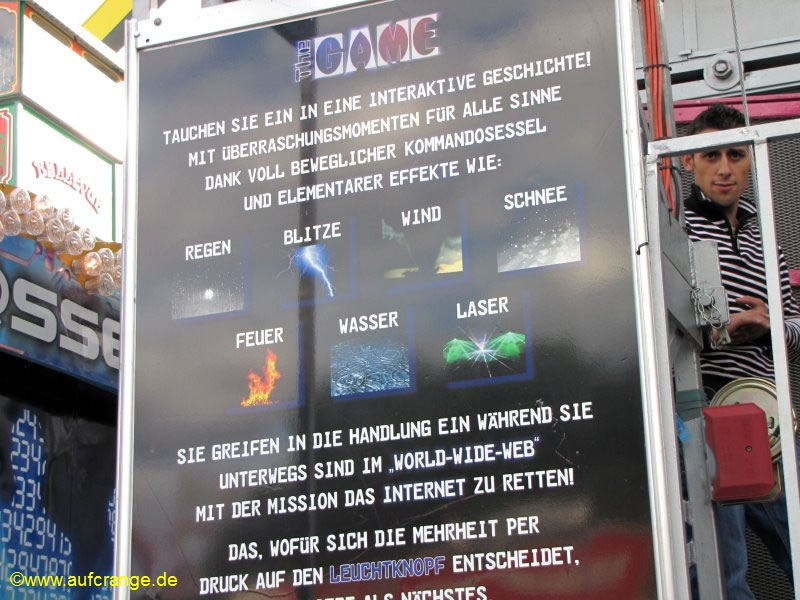 THE GAME
TAUCHEN SIE EIN IN EINE INTERAKTIVE GESCHICHTE!
MIT ÜBERRASCHUNGSMOMENTEN FÜR ALLE SINNE
DANK VOLL BEWEGLICHER KOMMANDOSESSEL
UND ELEMENTARER EFFEKTE WIE:
REGEN BLITZE WIND SCHNEE
FEUER WASSER LASER
SIE GREIFEN IN DIE HANDLUNG EIN WÄHREND SIE
UNTERWEGS SIND IM „WORLD-WIDE-WEB“
MIT DER MISSION DAS INTERNET ZU RETTEN!
DAS, WOFÜR SICH DIE MEHRHEIT PER
DRUCK AUF DEN LEUCHTKNOPF ENTSCHEIDET,
ALS NÄCHSTES.
©www.aufcrange.de